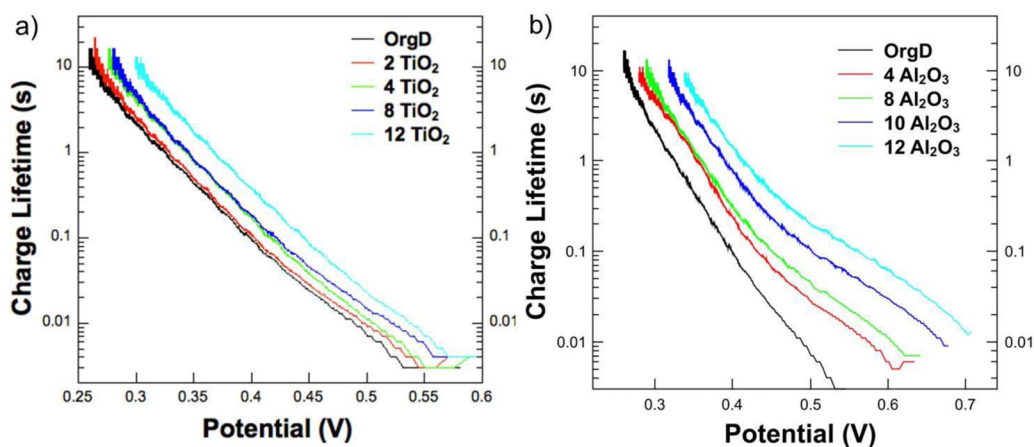 a)
Charge Lifetime (s)
10
1
0.1
0.01
10
1
0.1
0.01
OrgD
2 TiO₂
4 TiO₂
8 TiO₂
12 TiO₂
0.25 0.3 0.35 0.4 0.45 0.5 0.55 0.6
Potential (V)
b)
Charge Lifetime (s)
10
1
0.1
0.01
10
1
0.1
0.01
OrgD
4 Al₂O₃
8 Al₂O₃
10 Al₂O₃
12 Al₂O₃
0.3 0.4 0.5 0.6 0.7
Potential (V)